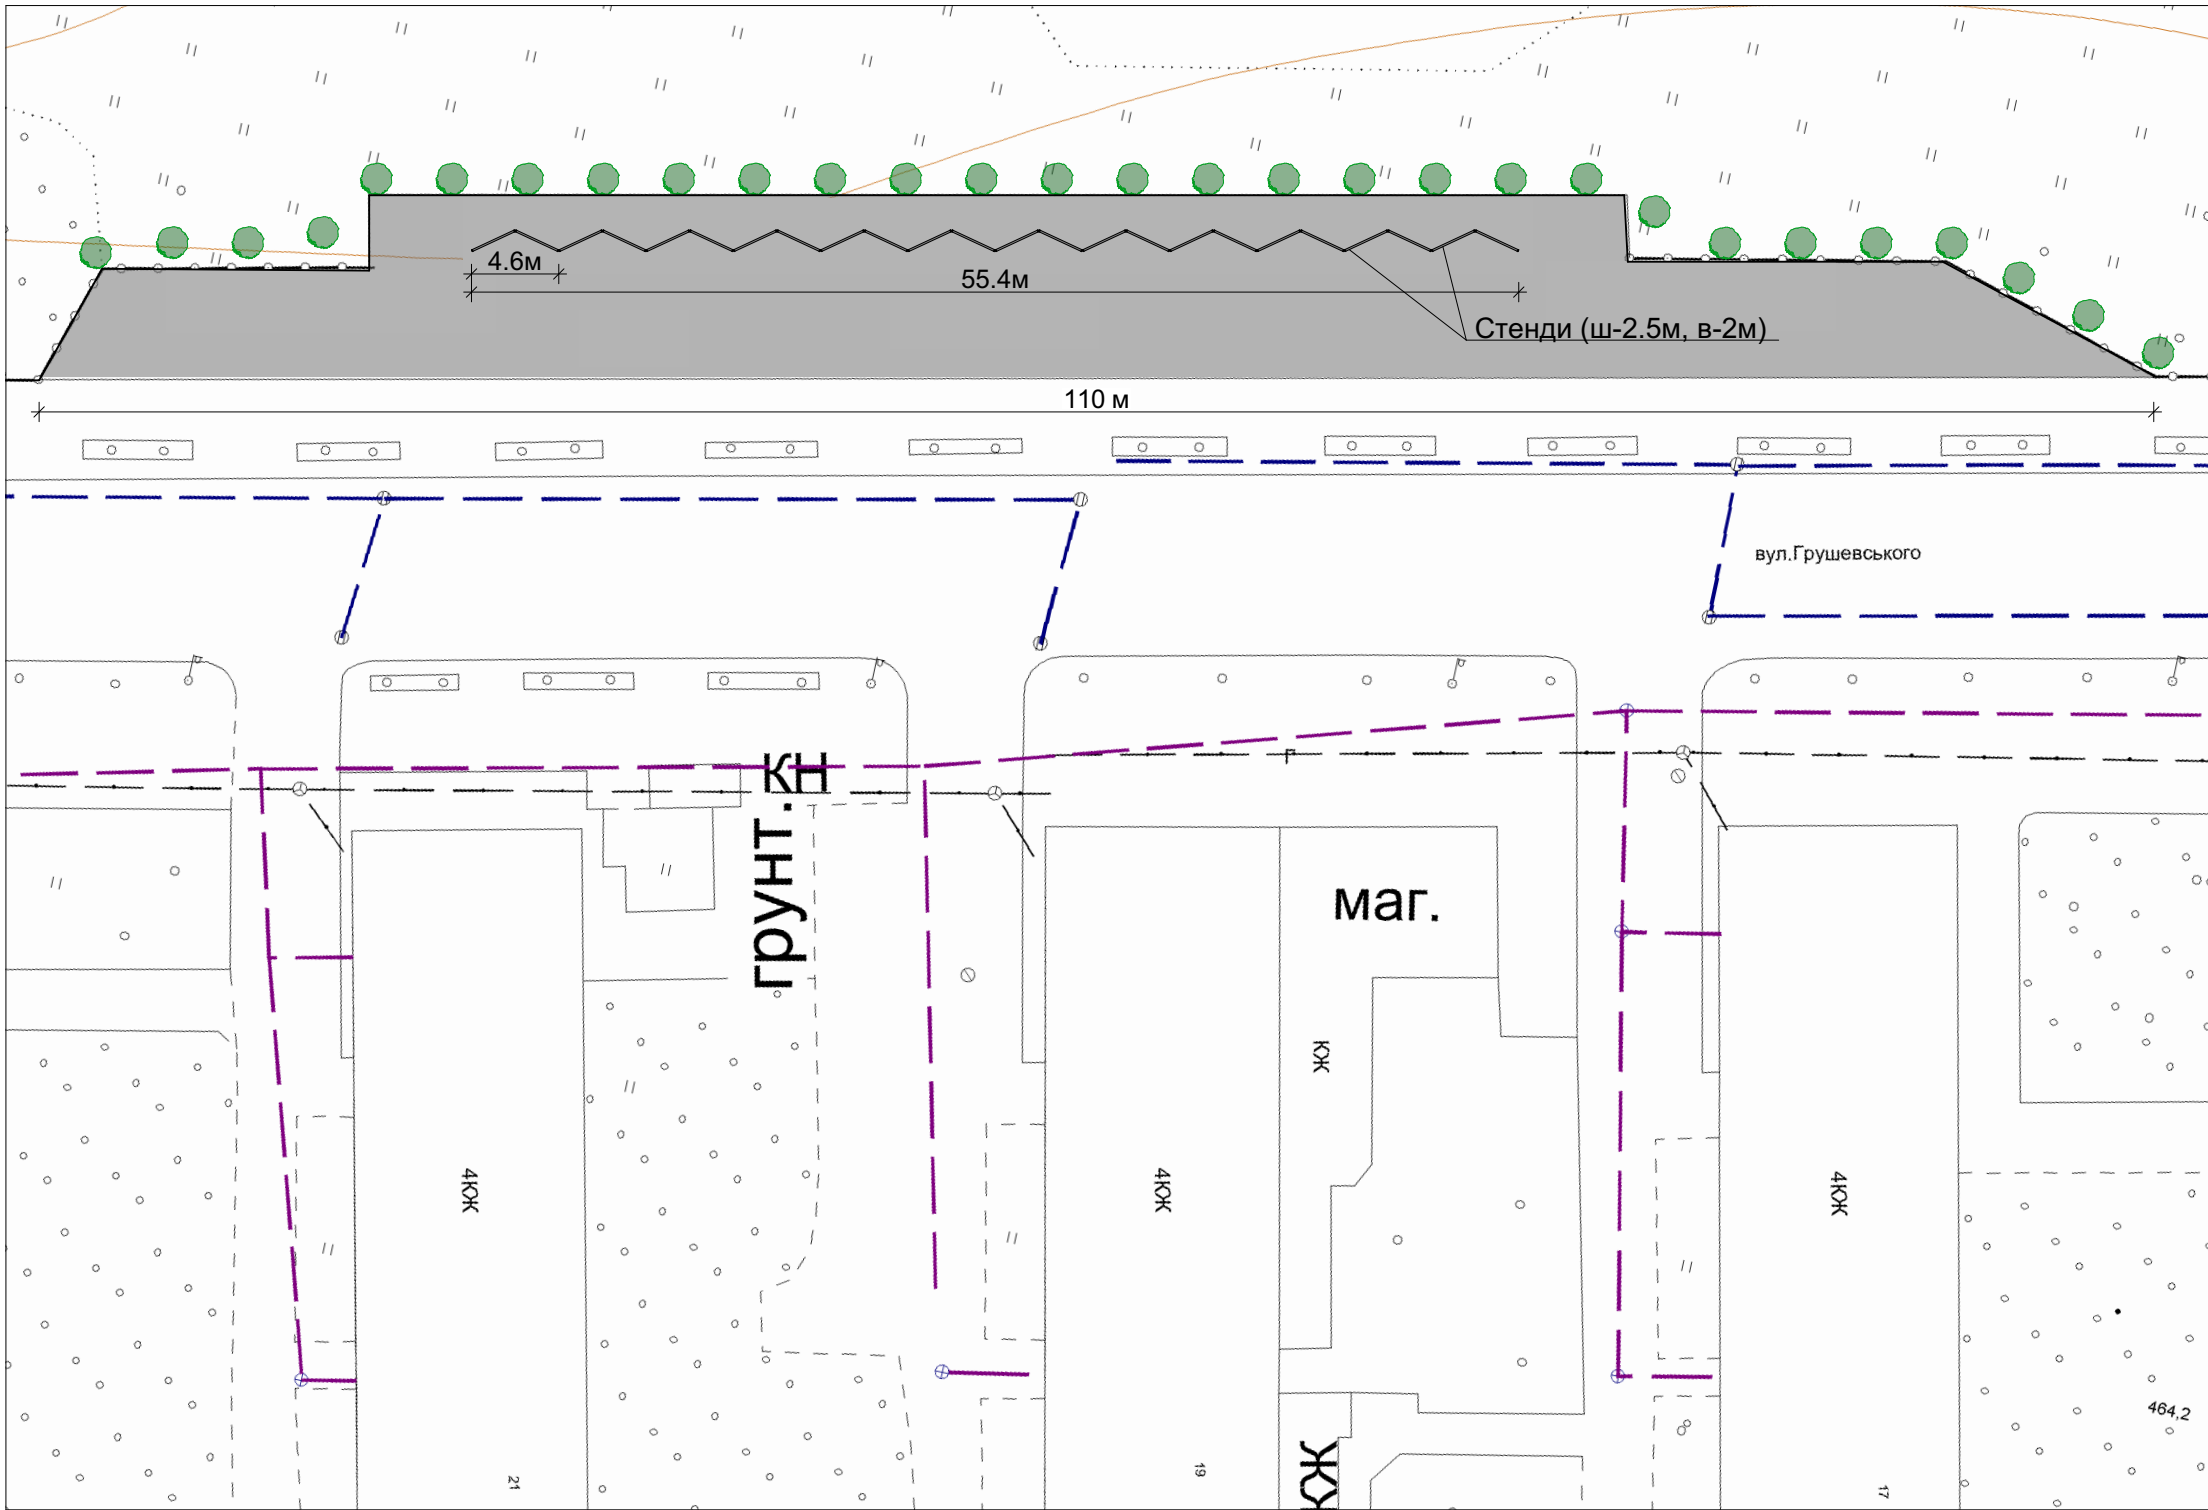 4.6м
55.4м
Стенди (ш-2.5м, в-2м)
110 м
вул.Грушевського
Г
грунт.
КН
маг.
КЖ
4КЖ
4КЖ
4КЖ
464,2
КЖ
21
19
17